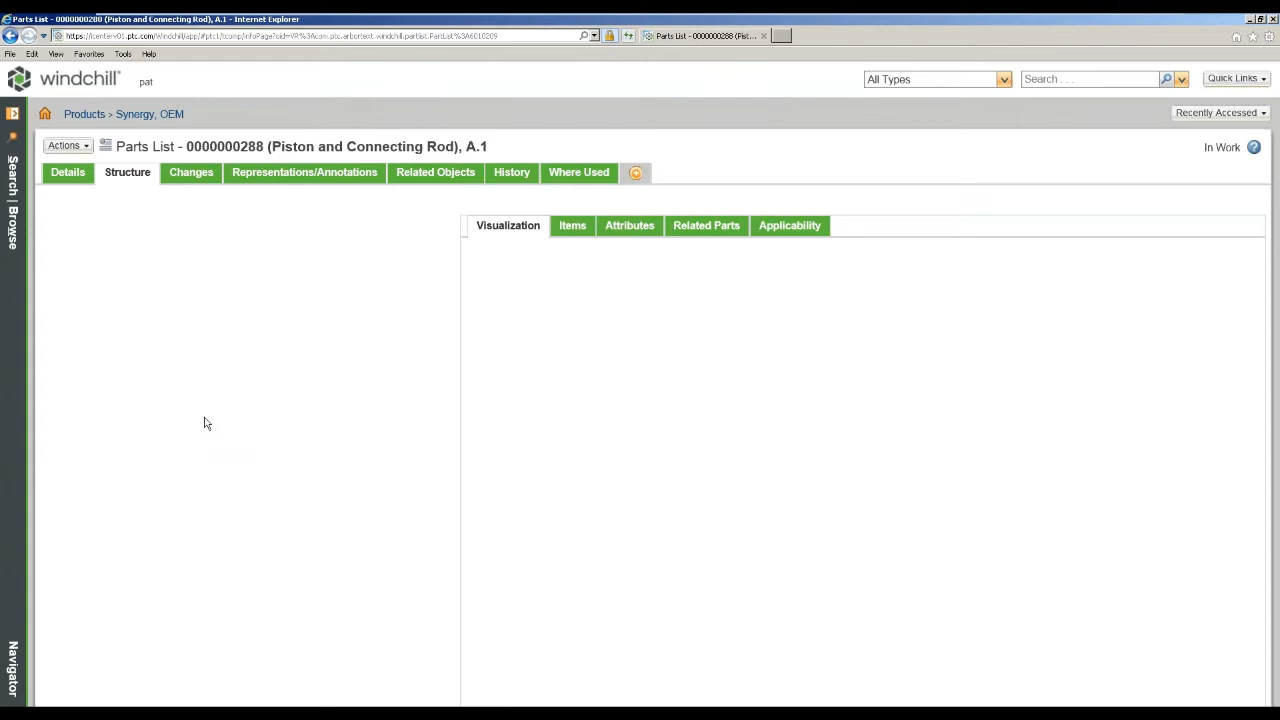 Parts List - 0000000288 (Piston and Connecting Rod), A.1 - Internet Explorer
Parts List - 0000000288 (Pist...
File Edit View Favorites Tools Help
windchill® pat All Types Search . . . Quick Links
Products > Synergy, OEM Recently Accessed
Actions Parts List - 0000000288 (Piston and Connecting Rod), A.1 In Work
Details Structure Changes Representations/Annotations Related Objects History Where Used
Visualization Items Attributes Related Parts Applicability
Search | Browse
Navigator